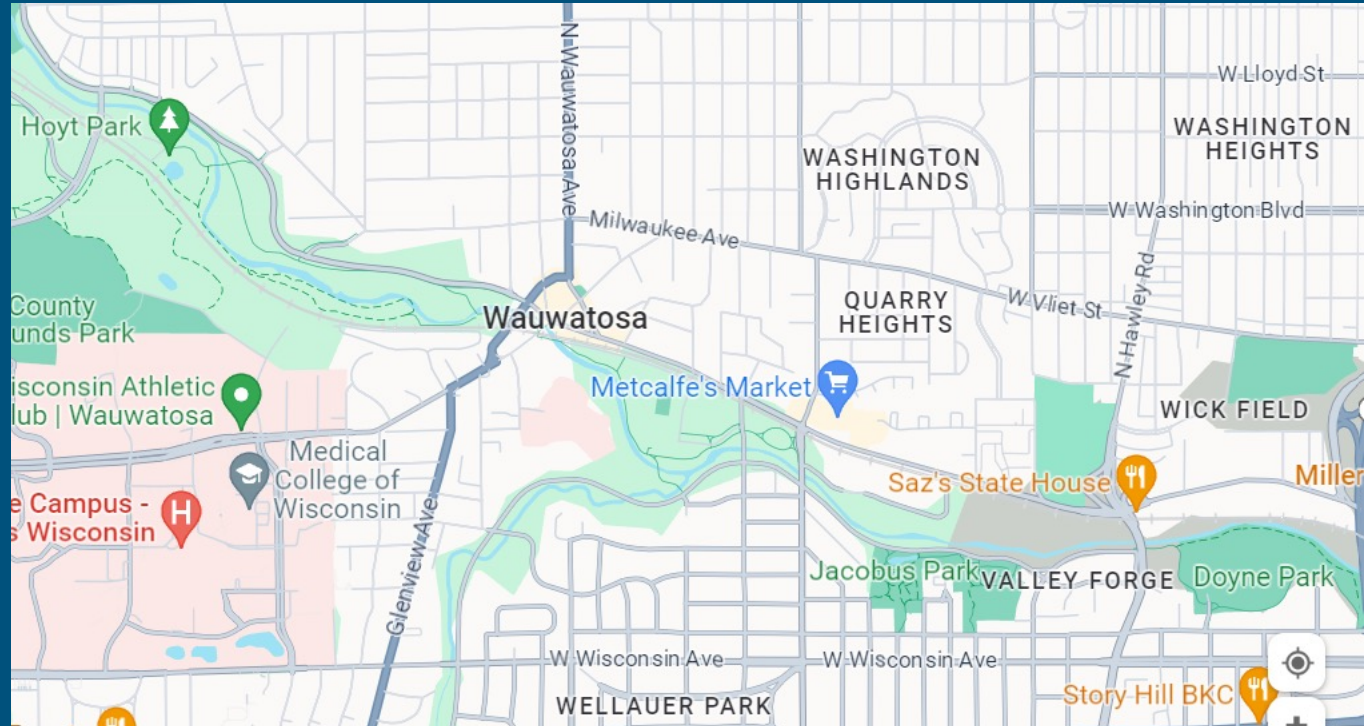 N Wauwatosa Ave
W Lloyd St
Hoyt Park
WASHINGTON
HEIGHTS
WASHINGTON
HIGHLANDS
W Washington Blvd
Milwaukee Ave
N Hawley Rd
County
unds Park
QUARRY
HEIGHTS
W Vliet St
Wauwatosa
isconsin Athletic
lub | Wauwatosa
Metcalfe's Market
WICK FIELD
Medical
College of
Wisconsin
Saz's State House
Miller
e Campus -
s Wisconsin
H
Glenview Ave
Jacobus Park
VALLEY FORGE
Doyne Park
W Wisconsin Ave
W Wisconsin Ave
WELLAUER PARK
Story Hill BKC